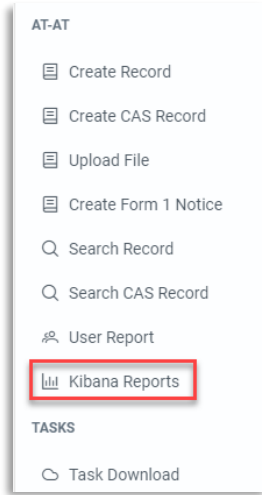 AT-AT
Create Record
Create CAS Record
Upload File
Create Form 1 Notice
Search Record
Search CAS Record
User Report
Kibana Reports
TASKS
Task Download